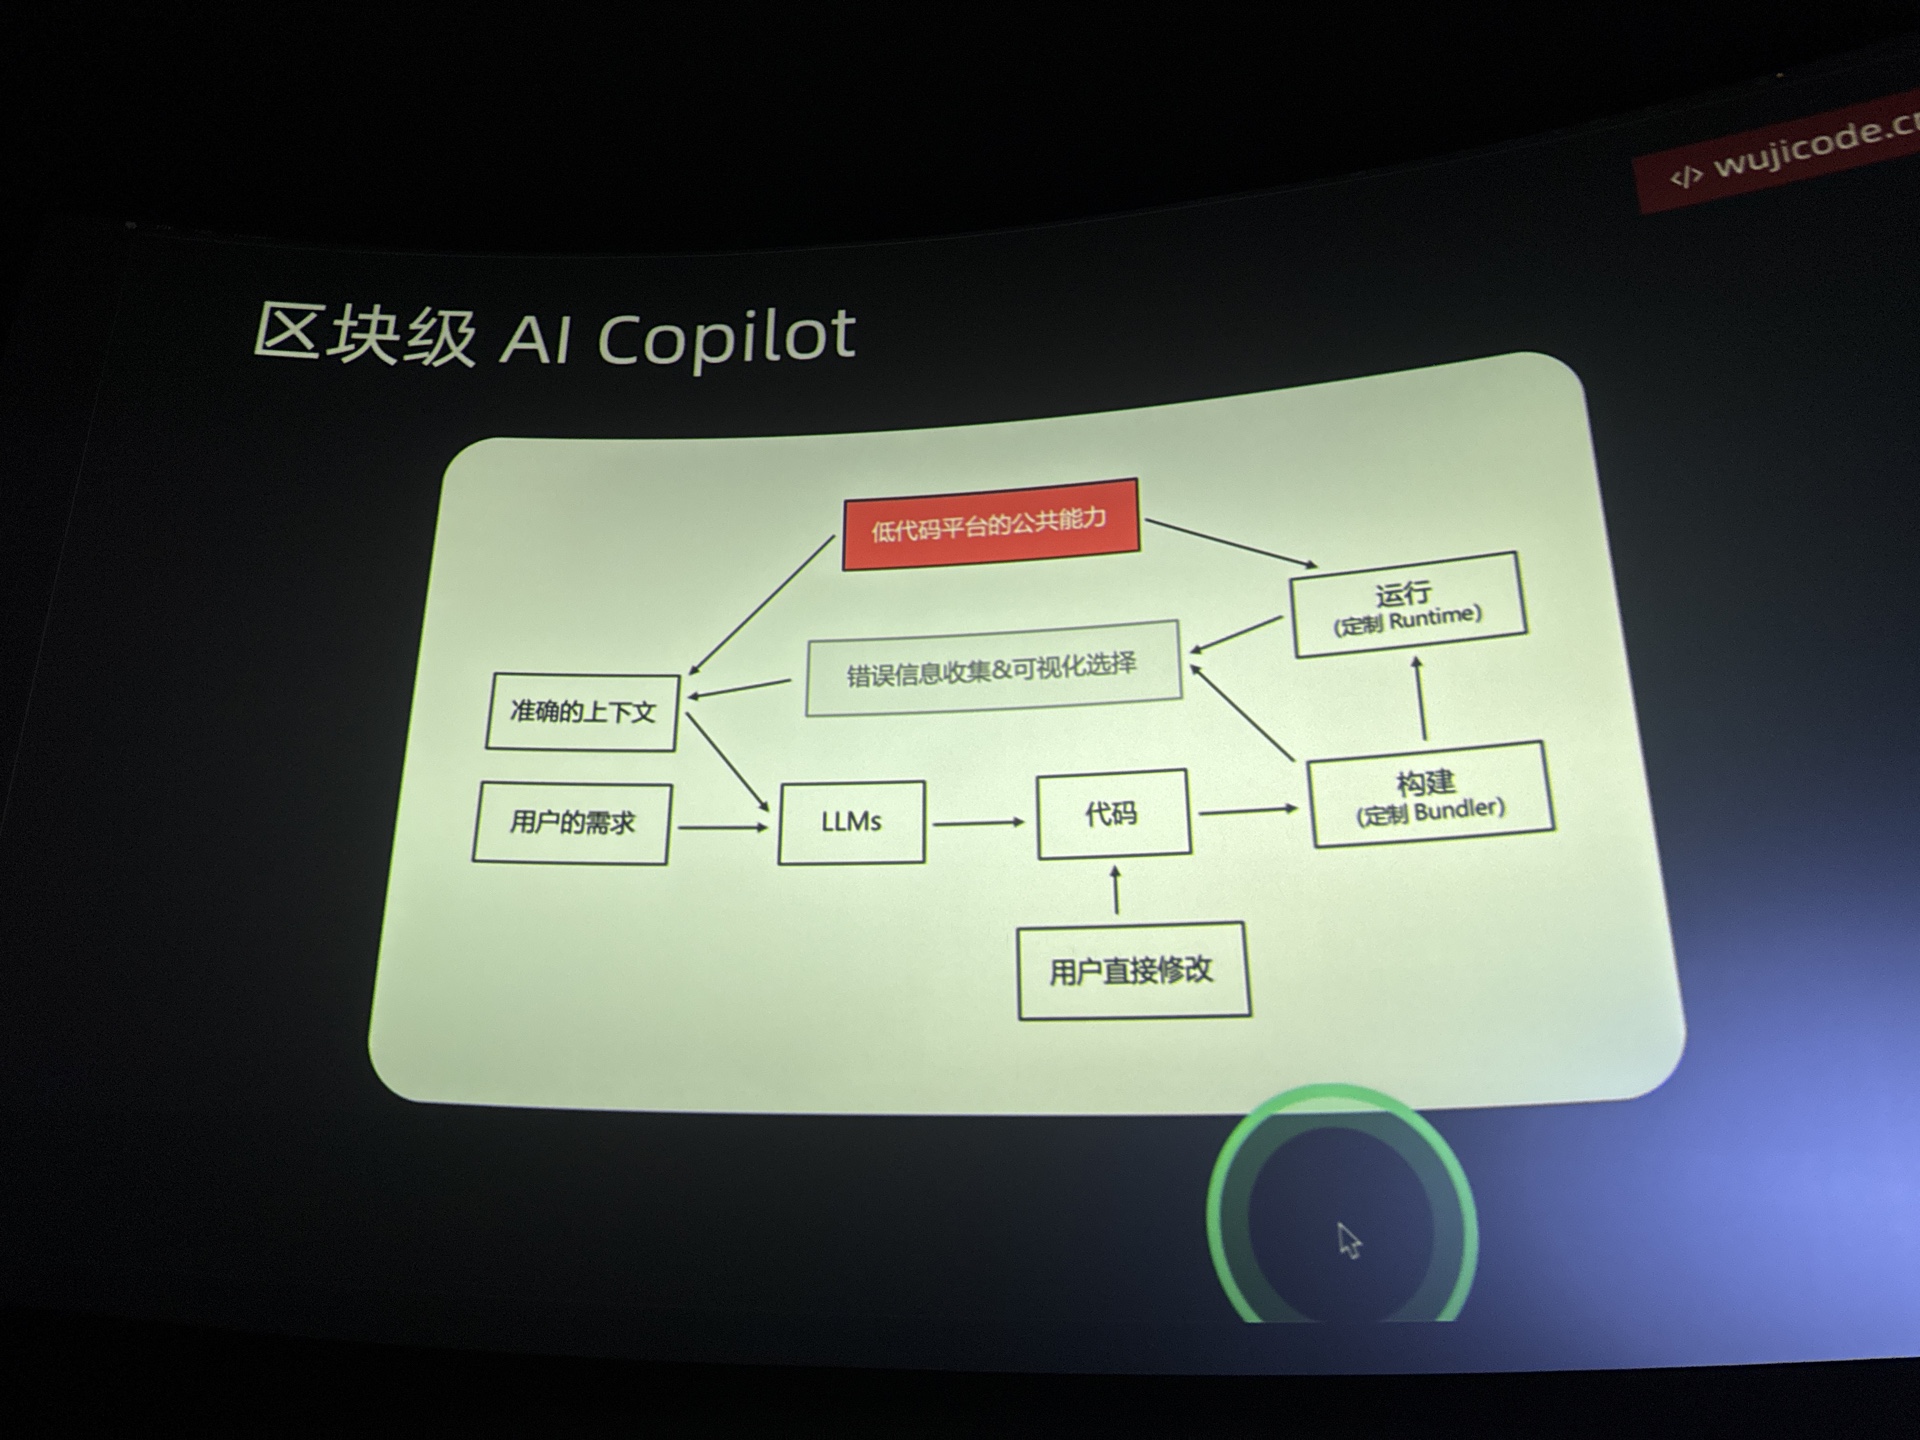 </> wujicode.c
区块级 AI Copilot
低代码平台的公共能力
运行
(定制 Runtime)
错误信息收集&可视化选择
准确的上下文
用户的需求
LLMs
代码
构建
(定制 Bundler)
用户直接修改